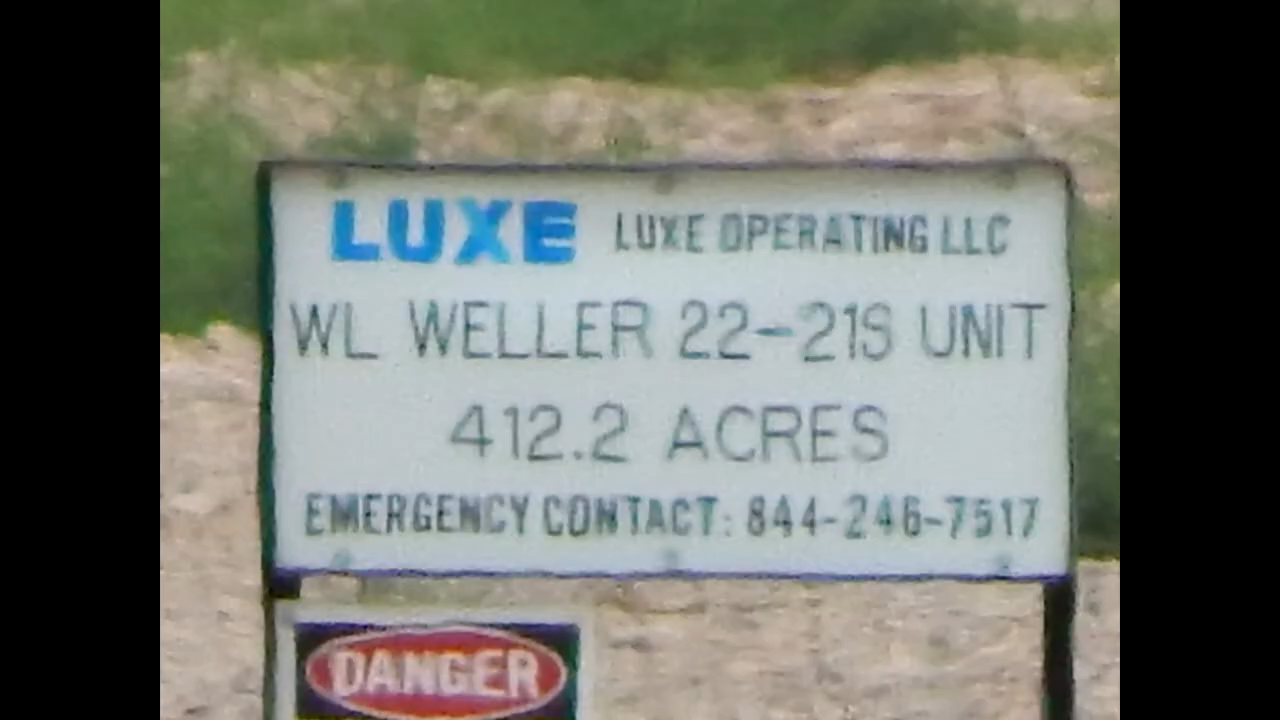 LUXE LUXE OPERATING LLC
WL WELLER 22-21S UNIT
412.2 ACRES
EMERGENCY CONTACT: 844-246-7517
DANGER